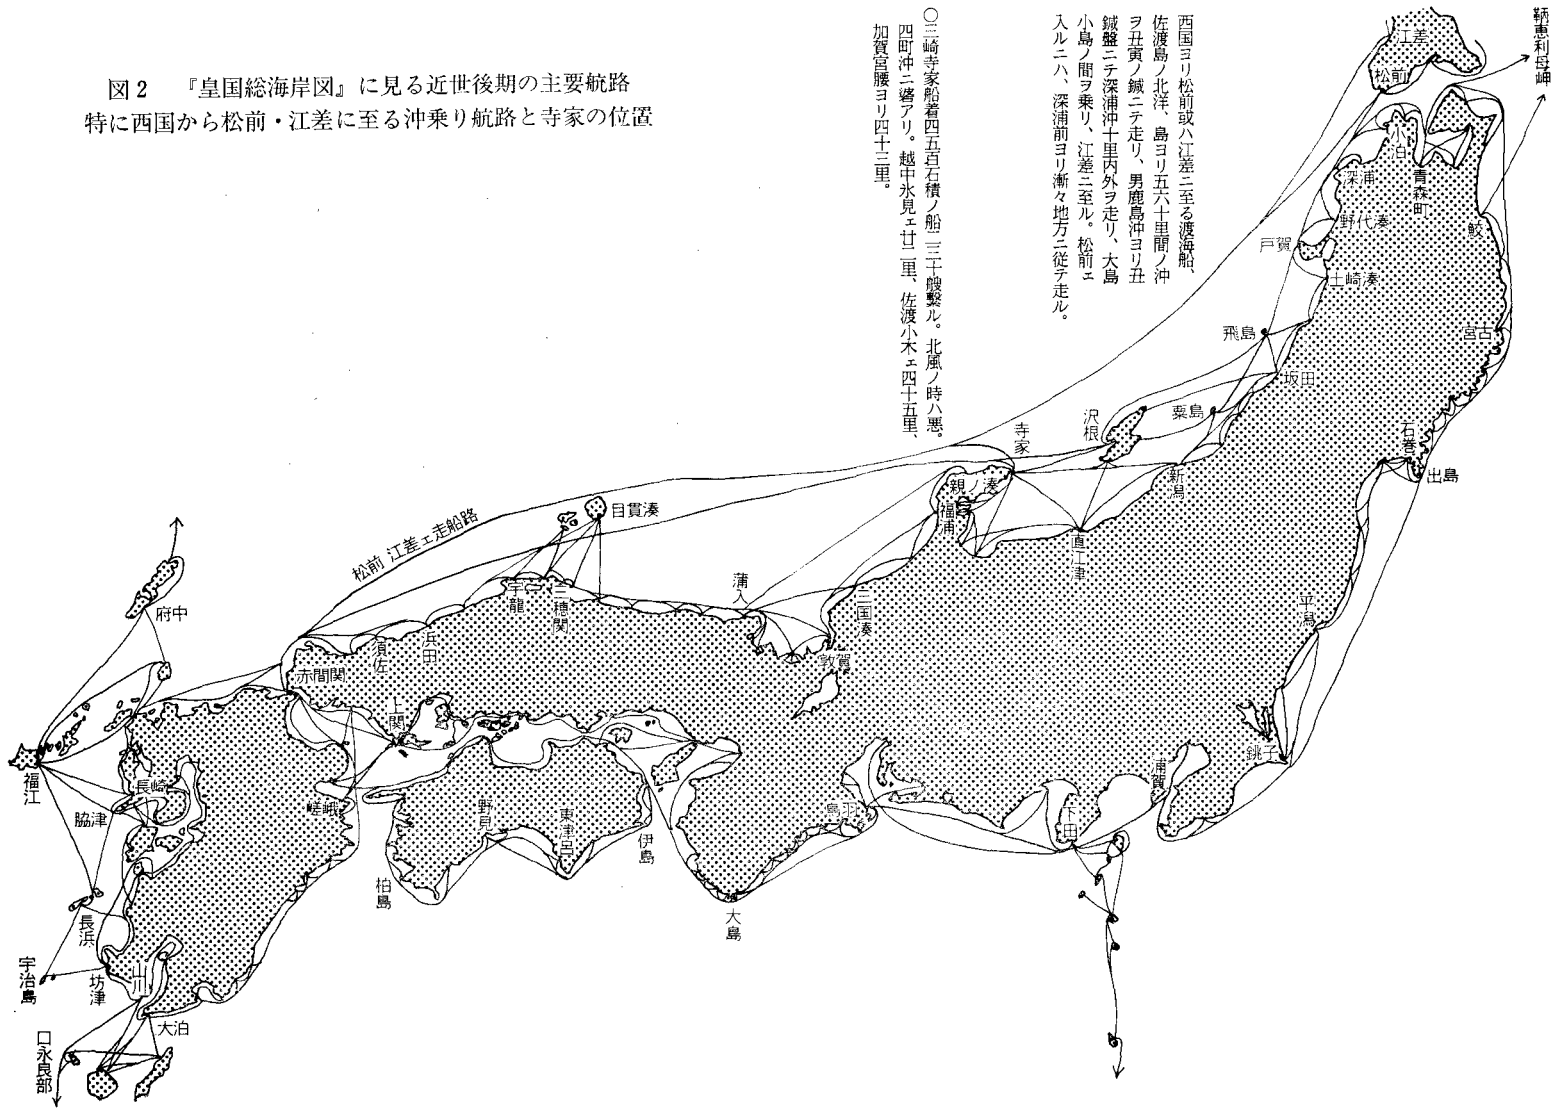 図2 『皇国総海岸図』に見る近世後期の主要航路
特に西国から松前・江差に至る沖乗り航路と寺家の位置
西国ヨリ松前或ハ江差ニ至る渡海船、
佐渡島ノ北洋、島ヨリ五六十里間ノ沖
ヲ丑寅ノ鍼ニテ走リ、男鹿島沖ヨリ丑
鍼盤ニテ深浦沖十里内外ヲ走リ、大島
小島ノ間ヲ乗リ、江差ニ至ル。松前ェ
入ルニハ、深浦前ヨリ漸々地方ニ従テ走ル。
〇三崎寺家船着四五百石積ノ船二三十艘繋ル。北風ノ時ハ悪。
四町沖ニ碆アリ。越中氷見ェ廿二里、佐渡小木ェ四十五里、
加賀宮腰ヨリ四十三里。
鞆恵利母岬
江差
松前
小泊
青森町
深浦
野代湊
戸賀
土崎湊
鮫
宮古
飛島
坂田
粟島
沢根
石巻
出島
新潟
寺家
親ノ湊
福浦
直江津
平潟
目貫湊
松前 江差ェ走船路
蒲入
三国湊
敦賀
宇龍
三穂関
浜田
須佐
赤間関
上関
府中
福江
長崎
脇津
嵯峨
野見
東津呂
伊島
柏島
大島
鳥羽
下田
浦賀
銚子
長浜
宇治島
坊津
山川
大泊
口永良部